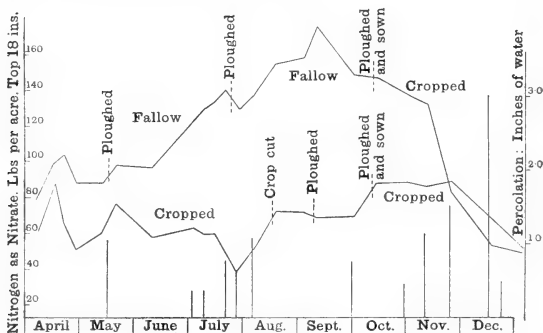 Nitrogen as Nitrate Lbs per acre. Top 18 ins.
160
140
120
100
80
60
40
20
Ploughed
Fallow
Ploughed
Fallow
Ploughed
and sown
Cropped
Cropped
Crop cut
Ploughed
Ploughed
and sown
Cropped
Percolation: Inches of water
3·0
2·0
1·0
April
May
June
July
Aug.
Sept.
Oct.
Nov.
Dec.